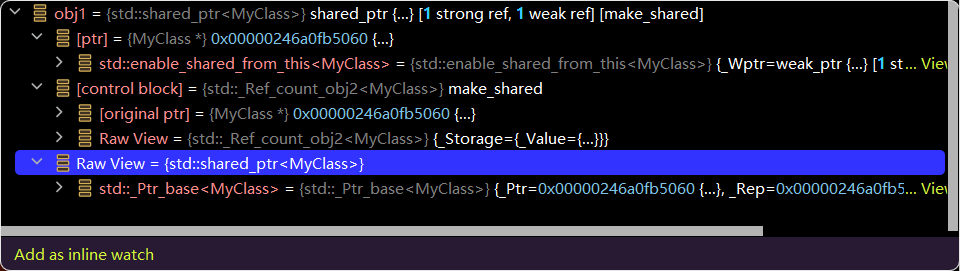 obj1 = {std::shared_ptr<MyClass>} shared_ptr {...} [1 strong ref, 1 weak ref] [make_shared]
[ptr] = {MyClass *} 0x00000246a0fb5060 {...}
std::enable_shared_from_this<MyClass> = {std::enable_shared_from_this<MyClass>} {_Wptr=weak_ptr {...} [1 st... View
[control block] = {std::_Ref_count_obj2<MyClass>} make_shared
[original ptr] = {MyClass *} 0x00000246a0fb5060 {...}
Raw View = {std::_Ref_count_obj2<MyClass>} {_Storage={_Value={...}}}
Raw View = {std::shared_ptr<MyClass>}
std::_Ptr_base<MyClass> = {std::_Ptr_base<MyClass>} {_Ptr=0x00000246a0fb5060 {...}, _Rep=0x00000246a0fb5... View
Add as inline watch